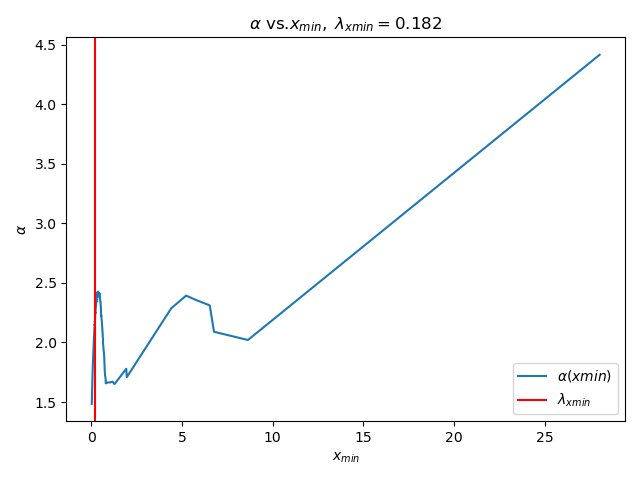 α vs.x_min, λ_xmin = 0.182
4.5
4.0
3.5
3.0
2.5
2.0
1.5
α
0 5 10 15 20 25
x_min
α(xmin)
λ_xmin